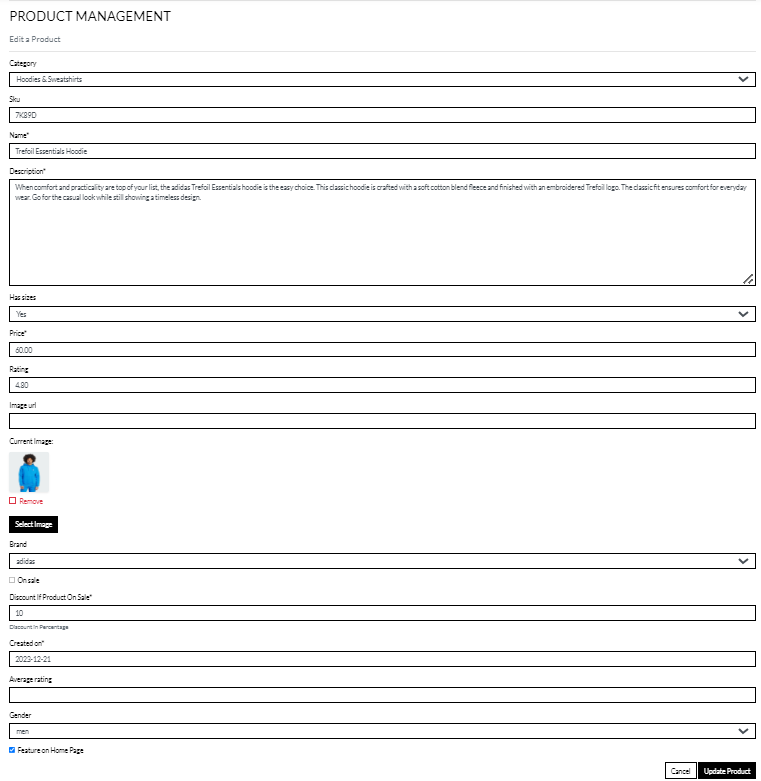 PRODUCT MANAGEMENT
Edit a Product
Category
Hoodies & Sweatshirts
Sku
7K89D
Name*
Trefoil Essentials Hoodie
Description*
When comfort and practicality are top of your list, the adidas Trefoil Essentials hoodie is the easy choice. This classic hoodie is crafted with a soft cotton blend fleece and finished with an embroidered Trefoil logo. The classic fit ensures comfort for everyday
wear. Go for the casual look while still showing a timeless design.
Has sizes
Yes
Price*
60.00
Rating
4.80
Image url
Current Image:
Remove
Select Image
Brand
adidas
On sale
Discount If Product On Sale*
10
Discount In Percentage
Created on*
2023-12-21
Average rating
Gender
men
Feature on Home Page
Cancel Update Product